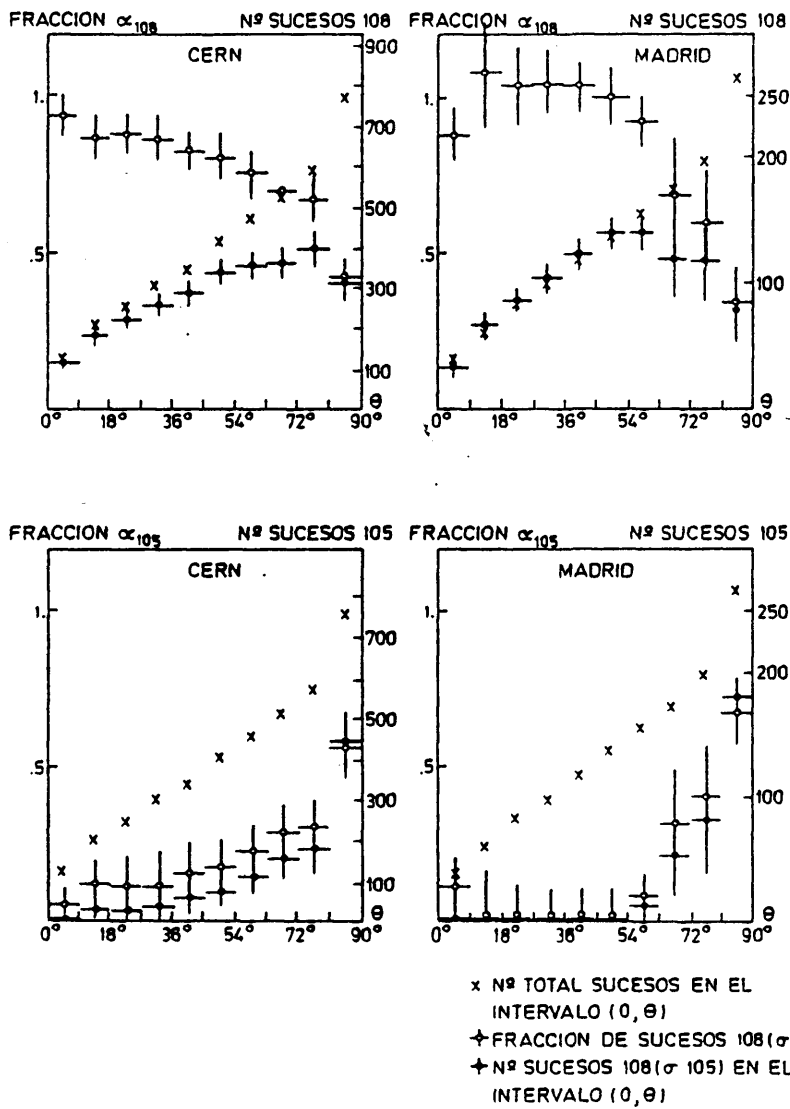 FRACCION α108 Nº SUCESOS 108 FRACCION α108 Nº SUCESOS 108
CERN MADRID
900
1. 1.
250
700
200
500
.5 .5
300
100
100
θ θ
0° 18° 36° 54° 72° 90° 0° 18° 36° 54° 72° 90°
FRACCION α105 Nº SUCESOS 105 FRACCION α105 Nº SUCESOS 105
CERN MADRID
1. 1. 250
700
200
500
.5 .5
300
100
100
θ θ
0° 18° 36° 54° 72° 90° 0° 18° 36° 54° 72° 90°
x Nº TOTAL SUCESOS EN EL
INTERVALO (0,θ)
FRACCION DE SUCESOS 108(σ
Nº SUCESOS 108(σ 105) EN EL
INTERVALO (0,θ)